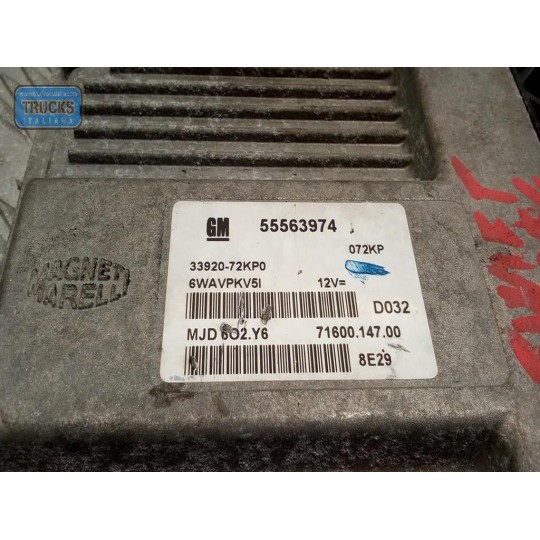 TRUCKS
ITALIANA
GM 55563974
072KP
33920-72KP0
6WAVPKV5I 12V=
D032
MJD 6O2.Y6 71600.147.00
8E29
MAGNETI
MARELLI